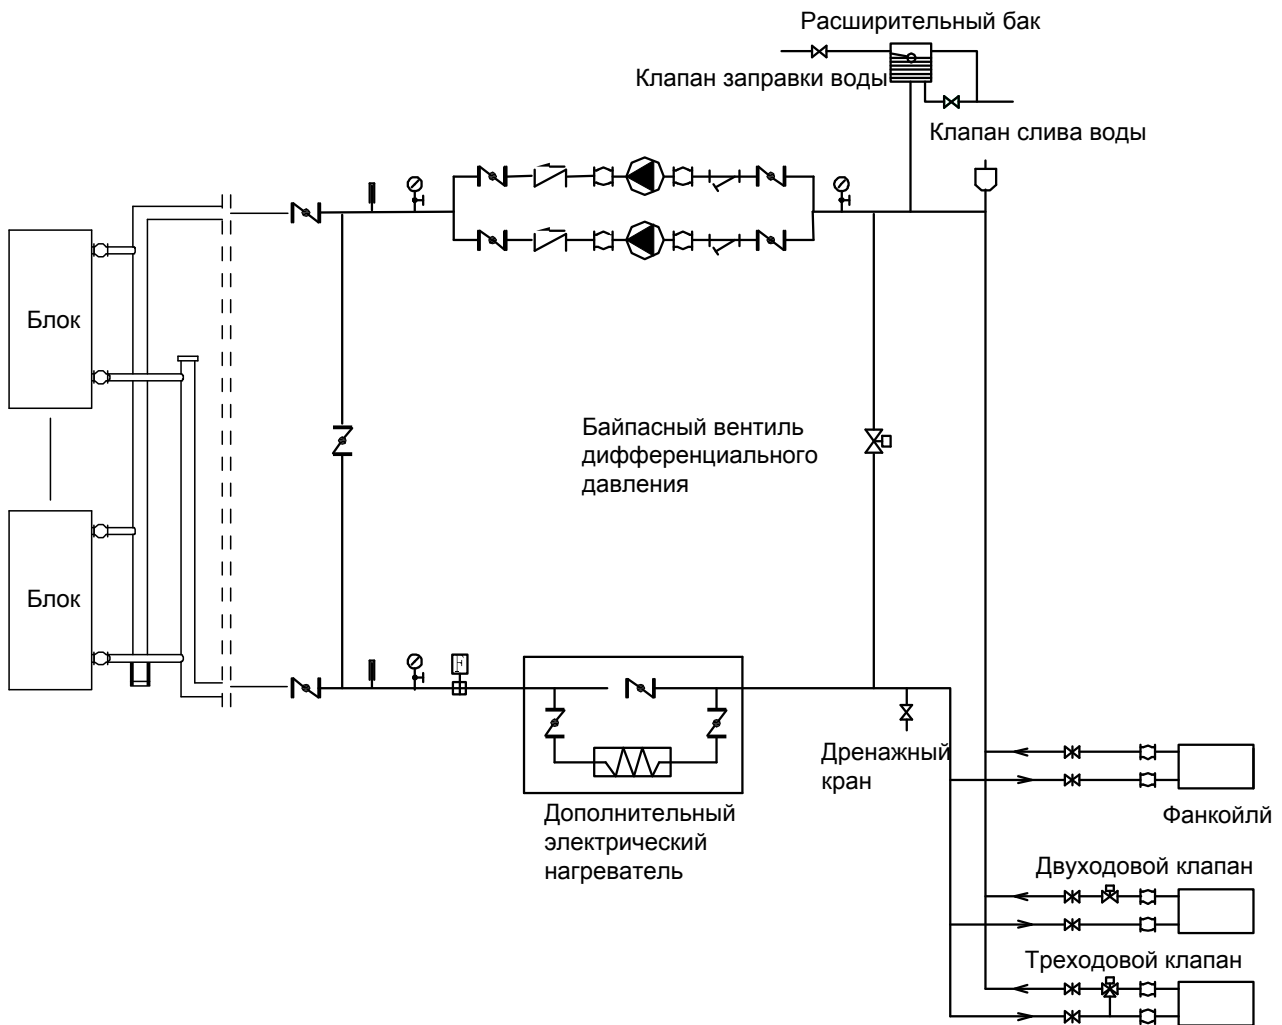 Расширительный бак
Клапан заправки воды
Клапан слива воды
Блок
Байпасный вентиль
дифференциального
давления
Блок
F
Дренажный
кран
Дополнительный
электрический
нагреватель
Фанкойлй
Двуходовой клапан
Треходовой клапан